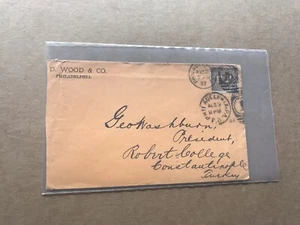 D. WOOD & CO.
PHILADELPHIA.
Geo Washburn,
President,
Robert College
Constantinople
Turkey